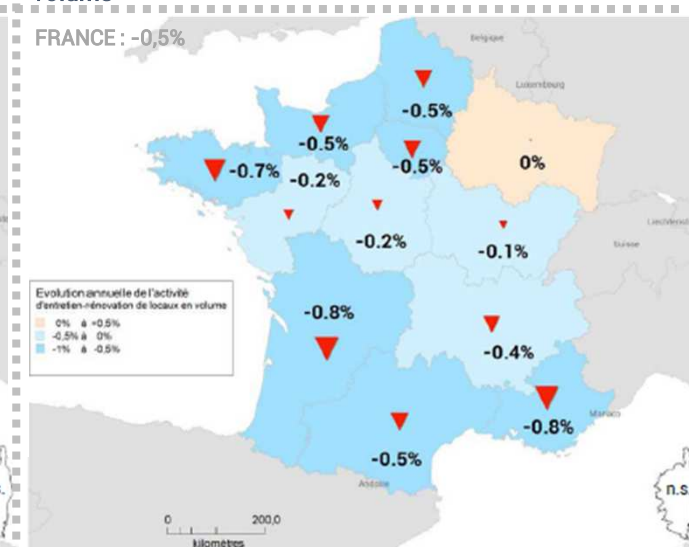 FRANCE : -0,5%
Belgique
Luxembourg
-0.5%
-0.5%
-0.5%
-0.7%
-0.2%
0%
-0.2%
-0.1%
Suisse
Evolution annuelle de l'activité
d'entretien-rénovation de locaux en volume
0% à +0,5%
-0,5% à 0%
-1% à -0,5%
-0.8%
-0.4%
-0.8%
Monaco
-0.5%
Andorre
n.s.
0 200,0
kilomètres